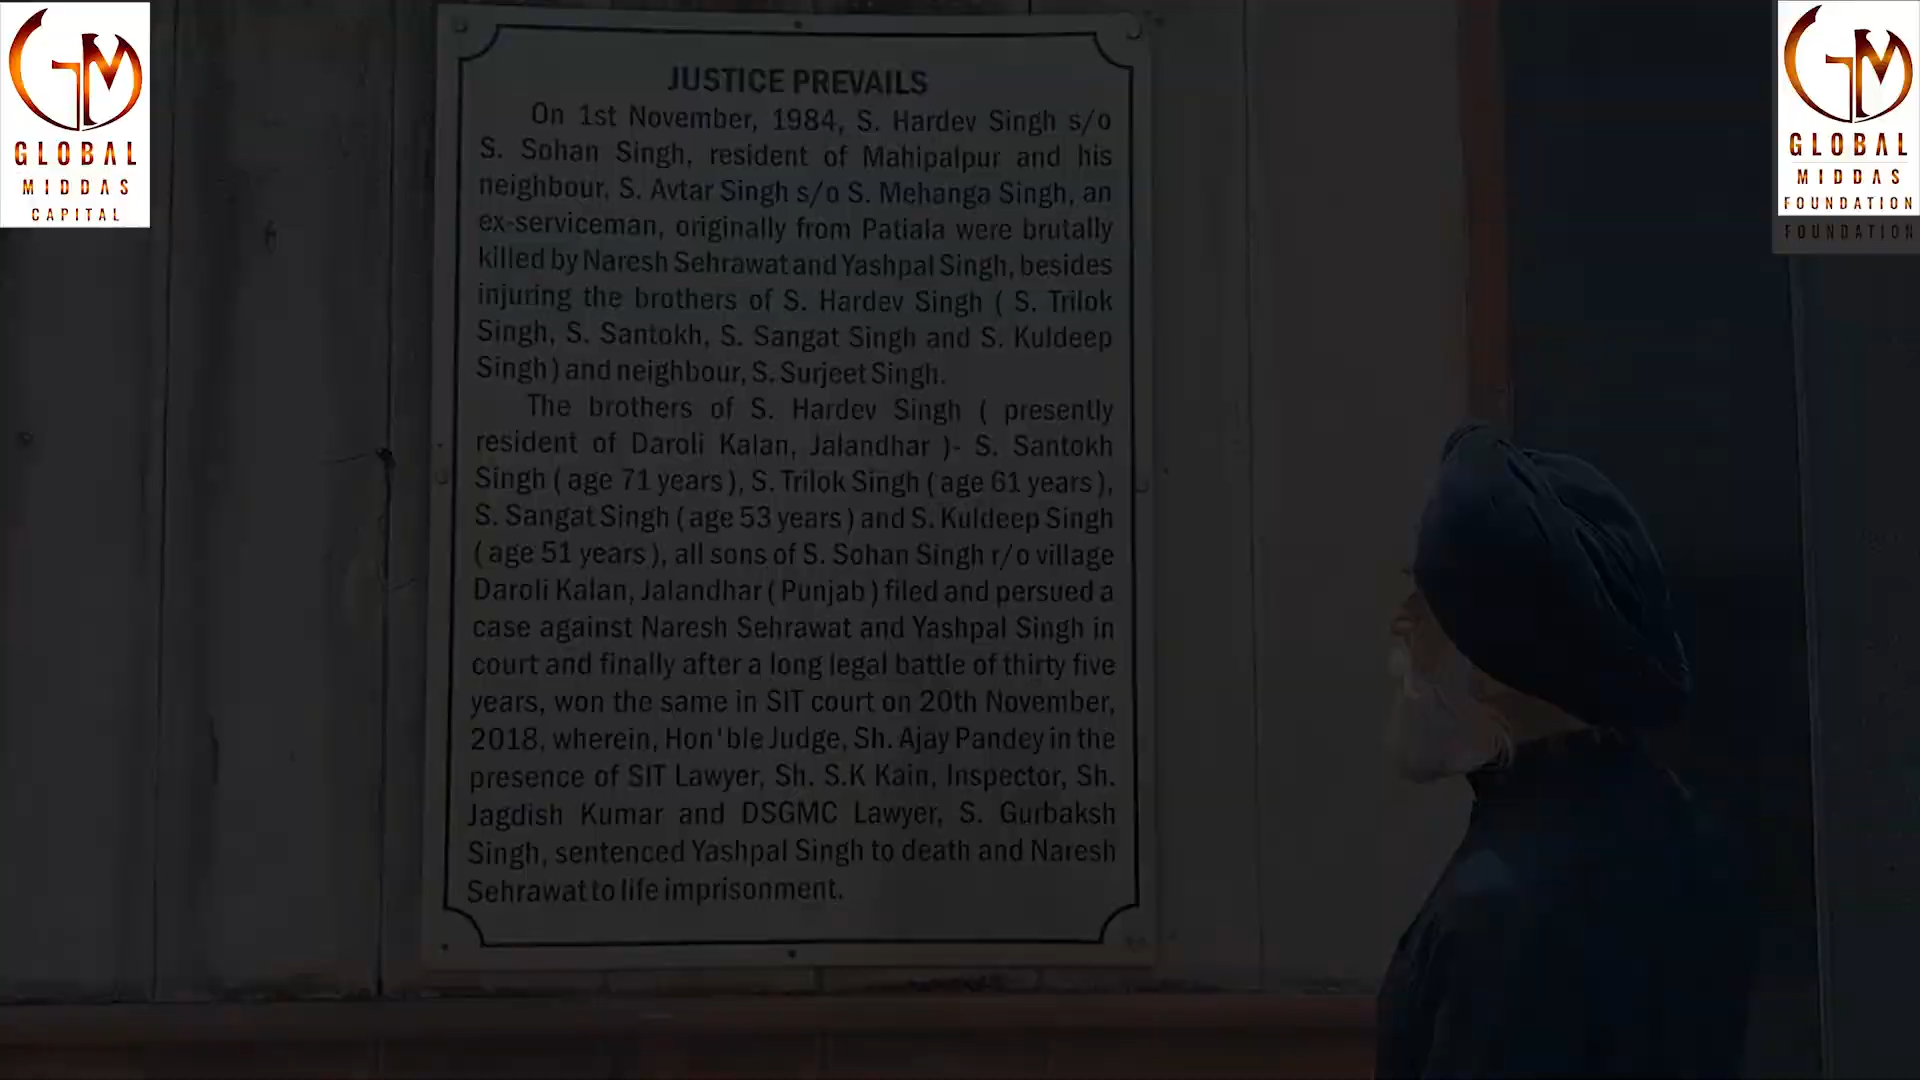 GLOBAL
MIDDAS
CAPITAL
GLOBAL
MIDDAS
FOUNDATION
FOUNDATION
JUSTICE PREVAILS
On 1st November, 1984, S. Hardev Singh s/o
S. Sohan Singh, resident of Mahipalpur and his
neighbour, S. Avtar Singh s/o S. Mehanga Singh, an
ex-serviceman, originally from Patiala were brutally
killed by Naresh Sehrawat and Yashpal Singh, besides
injuring the brothers of S. Hardev Singh ( S. Trilok
Singh, S. Santokh, S. Sangat Singh and S. Kuldeep
Singh ) and neighbour, S. Surjeet Singh.
The brothers of S. Hardev Singh ( presently
resident of Daroli Kalan, Jalandhar )- S. Santokh
Singh ( age 71 years ), S. Trilok Singh ( age 61 years ),
S. Sangat Singh ( age 53 years ) and S. Kuldeep Singh
( age 51 years ), all sons of S. Sohan Singh r/o village
Daroli Kalan, Jalandhar ( Punjab ) filed and persued a
case against Naresh Sehrawat and Yashpal Singh in
court and finally after a long legal battle of thirty five
years, won the same in SIT court on 20th November,
2018, wherein, Hon'ble Judge, Sh. Ajay Pandey in the
presence of SIT Lawyer, Sh. S.K Kain, Inspector, Sh.
Jagdish Kumar and DSGMC Lawyer, S. Gurbaksh
Singh, sentenced Yashpal Singh to death and Naresh
Sehrawat to life imprisonment.